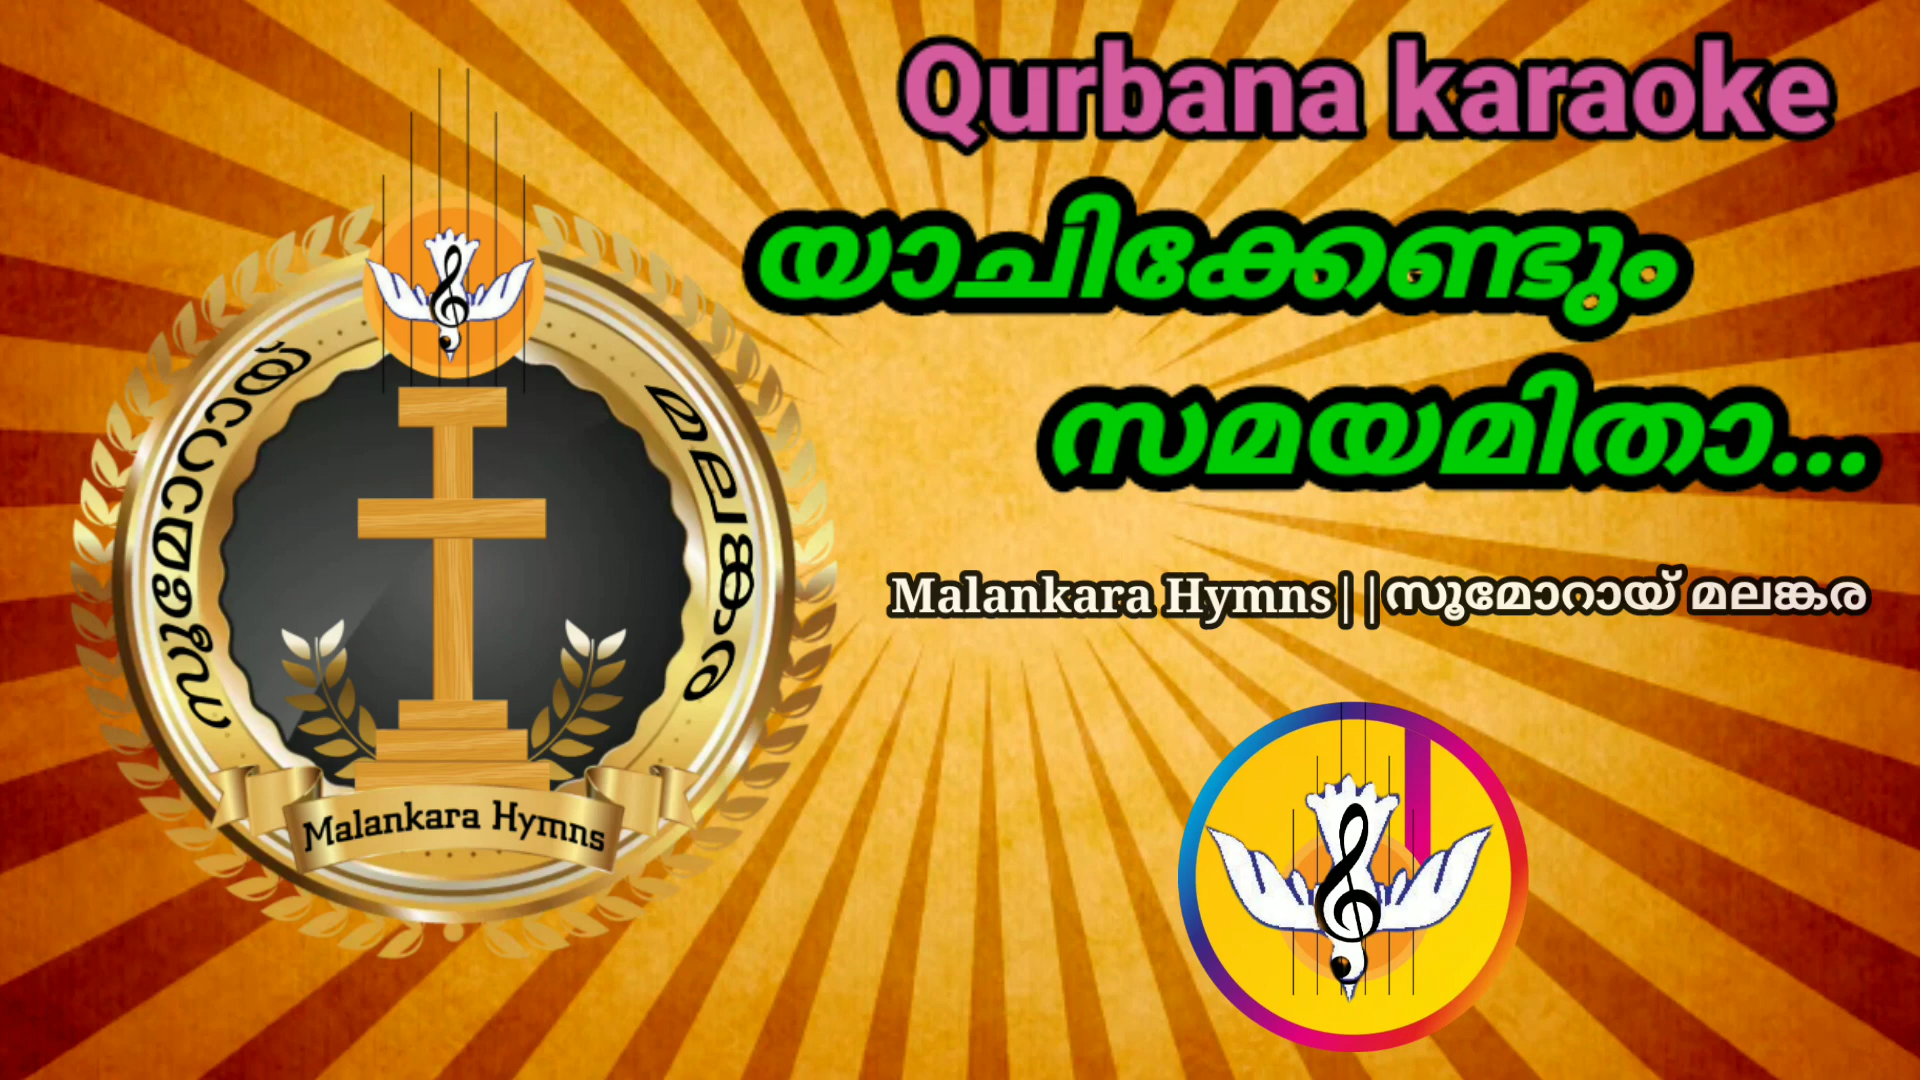 Qurbana karaoke
യാചിക്കേണ്ടും
സമയമിതാ...
Malankara Hymns||സൂമോറായ് മലങ്കര
സൂമോറായ്
മലങ്കര
Malankara Hymns